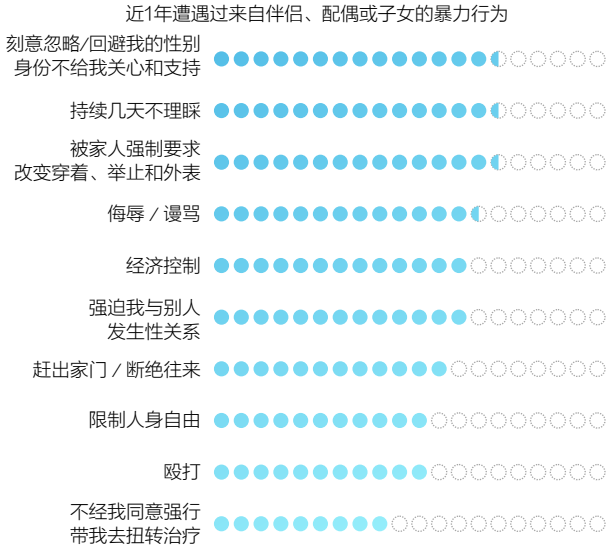 近1年遭遇过来自伴侣、配偶或子女的暴力行为
刻意忽略/回避我的性别
身份不给我关心和支持
持续几天不理睬
被家人强制要求
改变穿着、举止和外表
侮辱 / 谩骂
经济控制
强迫我与别人
发生性关系
赶出家门 / 断绝往来
限制人身自由
殴打
不经我同意强行
带我去扭转治疗